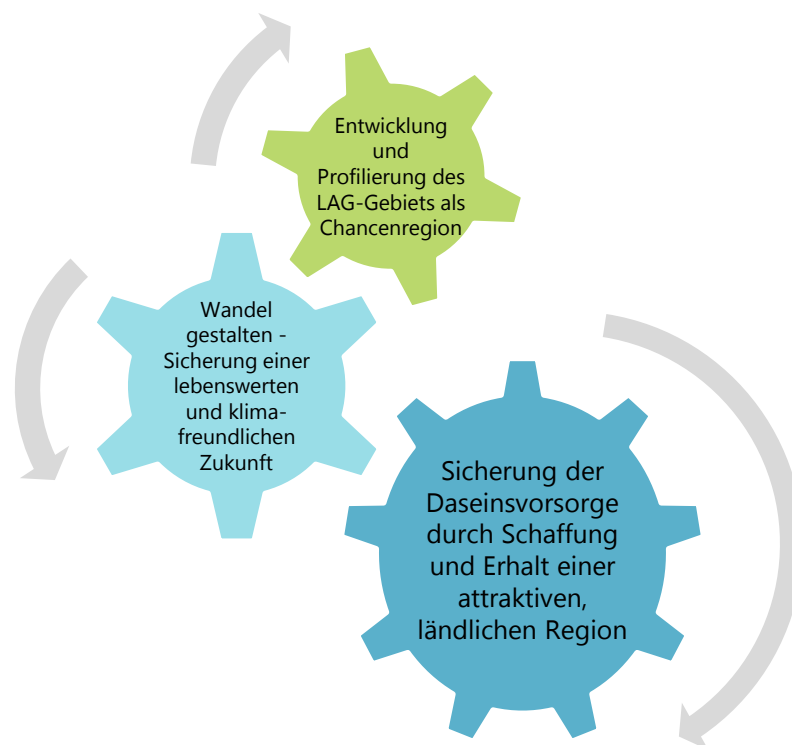 Entwicklung
und
Profilierung des
LAG-Gebiets als
Chancenregion
Wandel
gestalten -
Sicherung einer
lebenswerten
und klima-
freundlichen
Zukunft
Sicherung der
Daseinsvorsorge
durch Schaffung
und Erhalt einer
attraktiven,
ländlichen Region